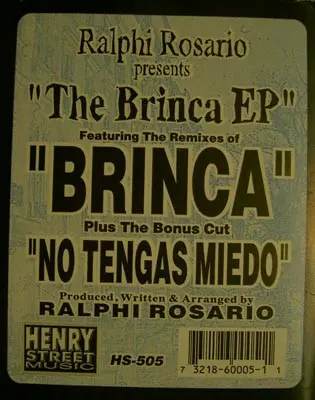 Ralphi Rosario
presents
"The Brinca EP"
Featuring The Remixes of
"BRINCA"
Plus The Bonus Cut
"NO TENGAS MIEDO"
Produced, Written & Arranged by
RALPHI ROSARIO
HENRY
STREET
MUSIC
HS-505
7 3218-60005-1 1